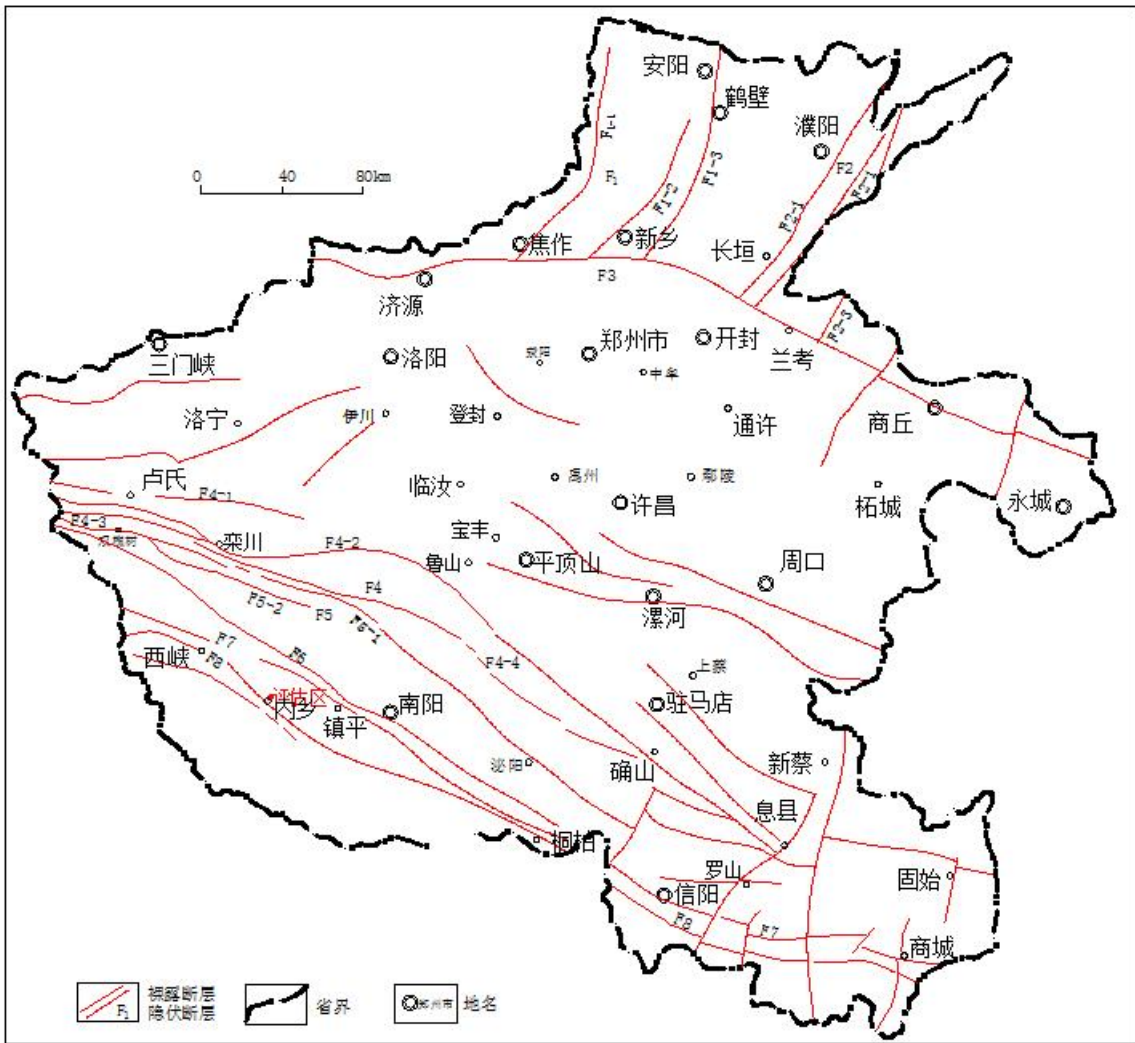 安阳
鹤壁
濮阳
F1-1
F2
F1
F1-3
F2-1
F1-2
F2-1
0 40 80km
焦作
新乡
长垣
F3
济源
F2-3
三门峡
洛阳
荥阳
郑州市
开封
兰考
中牟
洛宁
伊川
登封
通许
商丘
卢氏
F4-1
临汝
禹州
鄢陵
许昌
柘城
永城
F4-3
栾川
F4-2
宝丰
鲁山
平顶山
周口
F4
F5-2
F5
F6-1
漯河
F7
F6
F4-4
西峡
F8
上蔡
评估区
内乡
镇平
南阳
驻马店
泌阳
确山
新蔡
息县
桐柏
罗山
信阳
固始
F8
F7
商城
裸露断层
隐伏断层
F1
省界
郑州市
地名